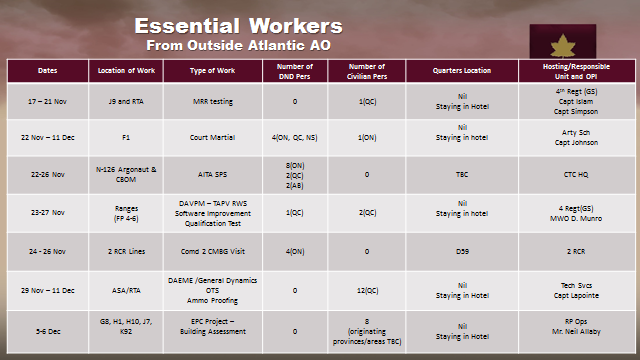 Essential Workers
From Outside Atlantic AO
Dates
Location of Work
Type of Work
Number of
DND Pers
Number of
Civilian Pers
Quarters Location
Hosting/Responsible
Unit and OPI
17 – 21 Nov
J9 and RTA
MRR testing
0
1(QC)
Nil
Staying in Hotel
4th Regt (GS)
Capt Islam
Capt Simpson
22 Nov – 11 Dec
F1
Court Martial
4(ON, QC, NS)
1(ON)
Nil
Staying in hotel
Arty Sch
Capt Johnson
22-26 Nov
N-126 Argonaut &
CBOM
AITA SPS
8(ON)
2(QC)
2(AB)
0
TBC
CTC HQ
23-27 Nov
Ranges
(FP 4-6)
DAVPM – TAPV RWS
Software Improvement
Qualification Test
1(QC)
2(QC)
Nil
Staying in hotel
4 Regt(GS)
MWO D. Munro
24 - 26 Nov
2 RCR Lines
Comd 2 CMBG Visit
4(ON)
0
D59
2 RCR
29 Nov – 11 Dec
ASA/RTA
DAEME /General Dynamics
OTS
Ammo Proofing
0
12(QC)
Nil
Staying in Hotel
Tech Svcs
Capt Lapointe
5-6 Dec
G8, H1, H10, J7,
K92
EPC Project –
Building Assessment
0
8
(originating
provinces/areas TBC)
Nil
Staying in Hotel
RP Ops
Mr. Neil Allaby